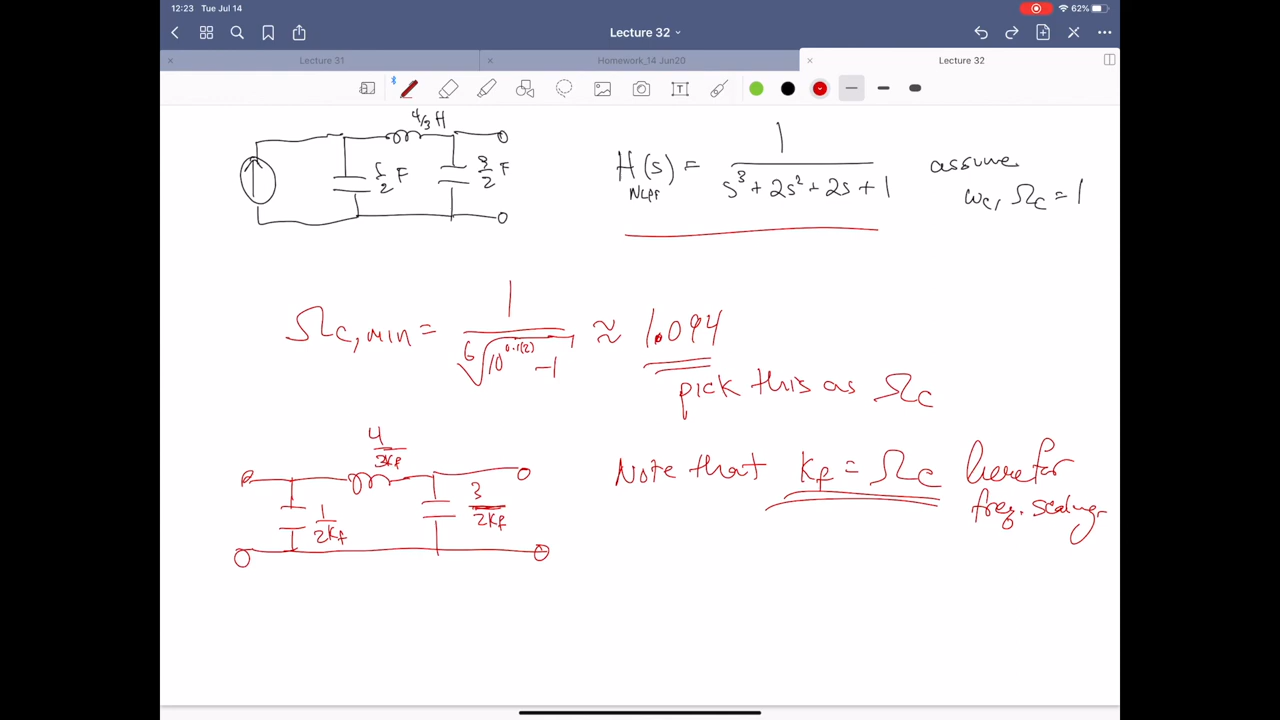 12:23 Tue Jul 14
62%
Lecture 32
Lecture 31
Homework_14 Jun20
Lecture 32
4/3 H
1/2 F
3/2 F
H(s) = 1 / (s³ + 2s² + 2s + 1)
NLPF
assume
ωc, Ωc = 1
Ωc,min = 1 / ⁶√(10^0.1(2) − 1) ≈ 1.094
pick this as Ωc
4/3Kf
1/2Kf
3/2Kf
Note that Kf = Ωc here for
freq. scaling.